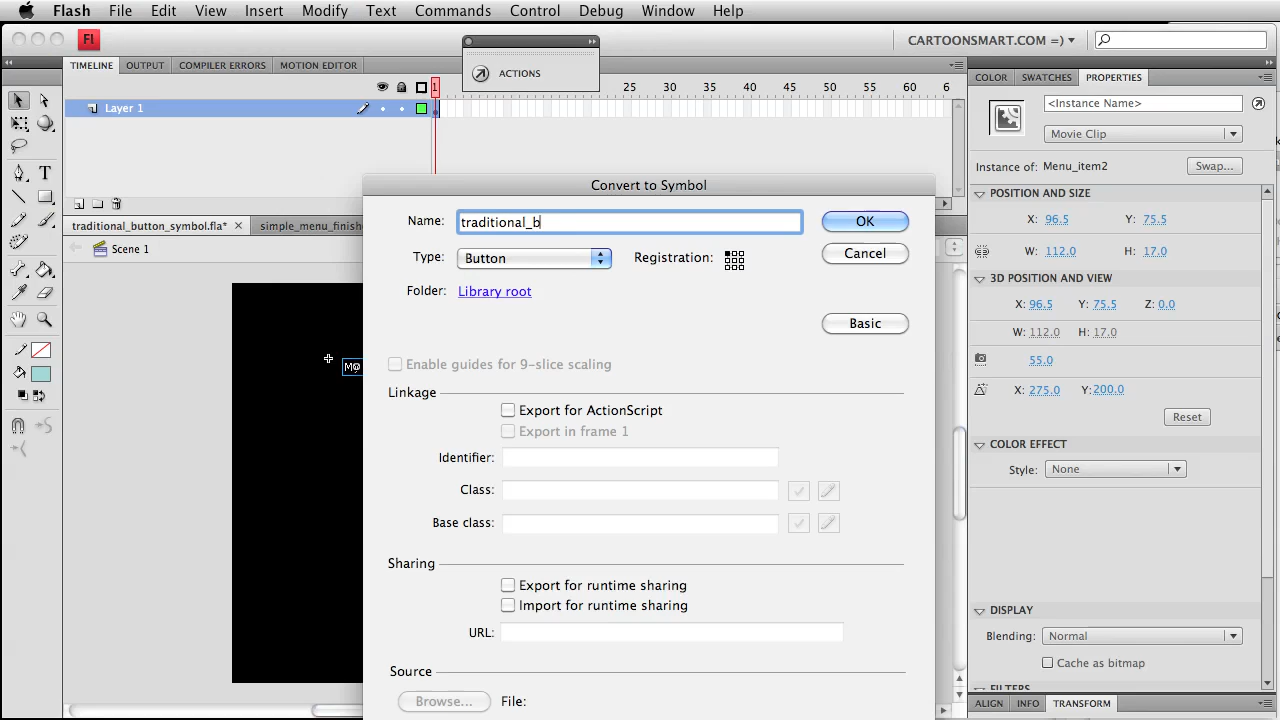 Flash File Edit View Insert Modify Text Commands Control Debug Window Help
Fl
CARTOONSMART.COM =)
ACTIONS
TIMELINE OUTPUT COMPILER ERRORS MOTION EDITOR
1 25 30 35 40 45 50 55 60 6
Layer 1
COLOR SWATCHES PROPERTIES
<Instance Name>
Movie Clip
Instance of: Menu_item2 Swap...
POSITION AND SIZE
X: 96.5 Y: 75.5
W: 112.0 H: 17.0
3D POSITION AND VIEW
X: 96.5 Y: 75.5 Z: 0.0
W: 112.0 H: 17.0
55.0
X: 275.0 Y: 200.0
Reset
COLOR EFFECT
Style: None
DISPLAY
Blending: Normal
Cache as bitmap
FILTERS
ALIGN INFO TRANSFORM
traditional_button_symbol.fla* simple_menu_finish
Scene 1
Convert to Symbol
Name: traditional_b OK
Type: Button Registration: Cancel
Folder: Library root
Basic
Enable guides for 9-slice scaling
Linkage
Export for ActionScript
Export in frame 1
Identifier:
Class:
Base class:
Sharing
Export for runtime sharing
Import for runtime sharing
URL:
Source
Browse... File: